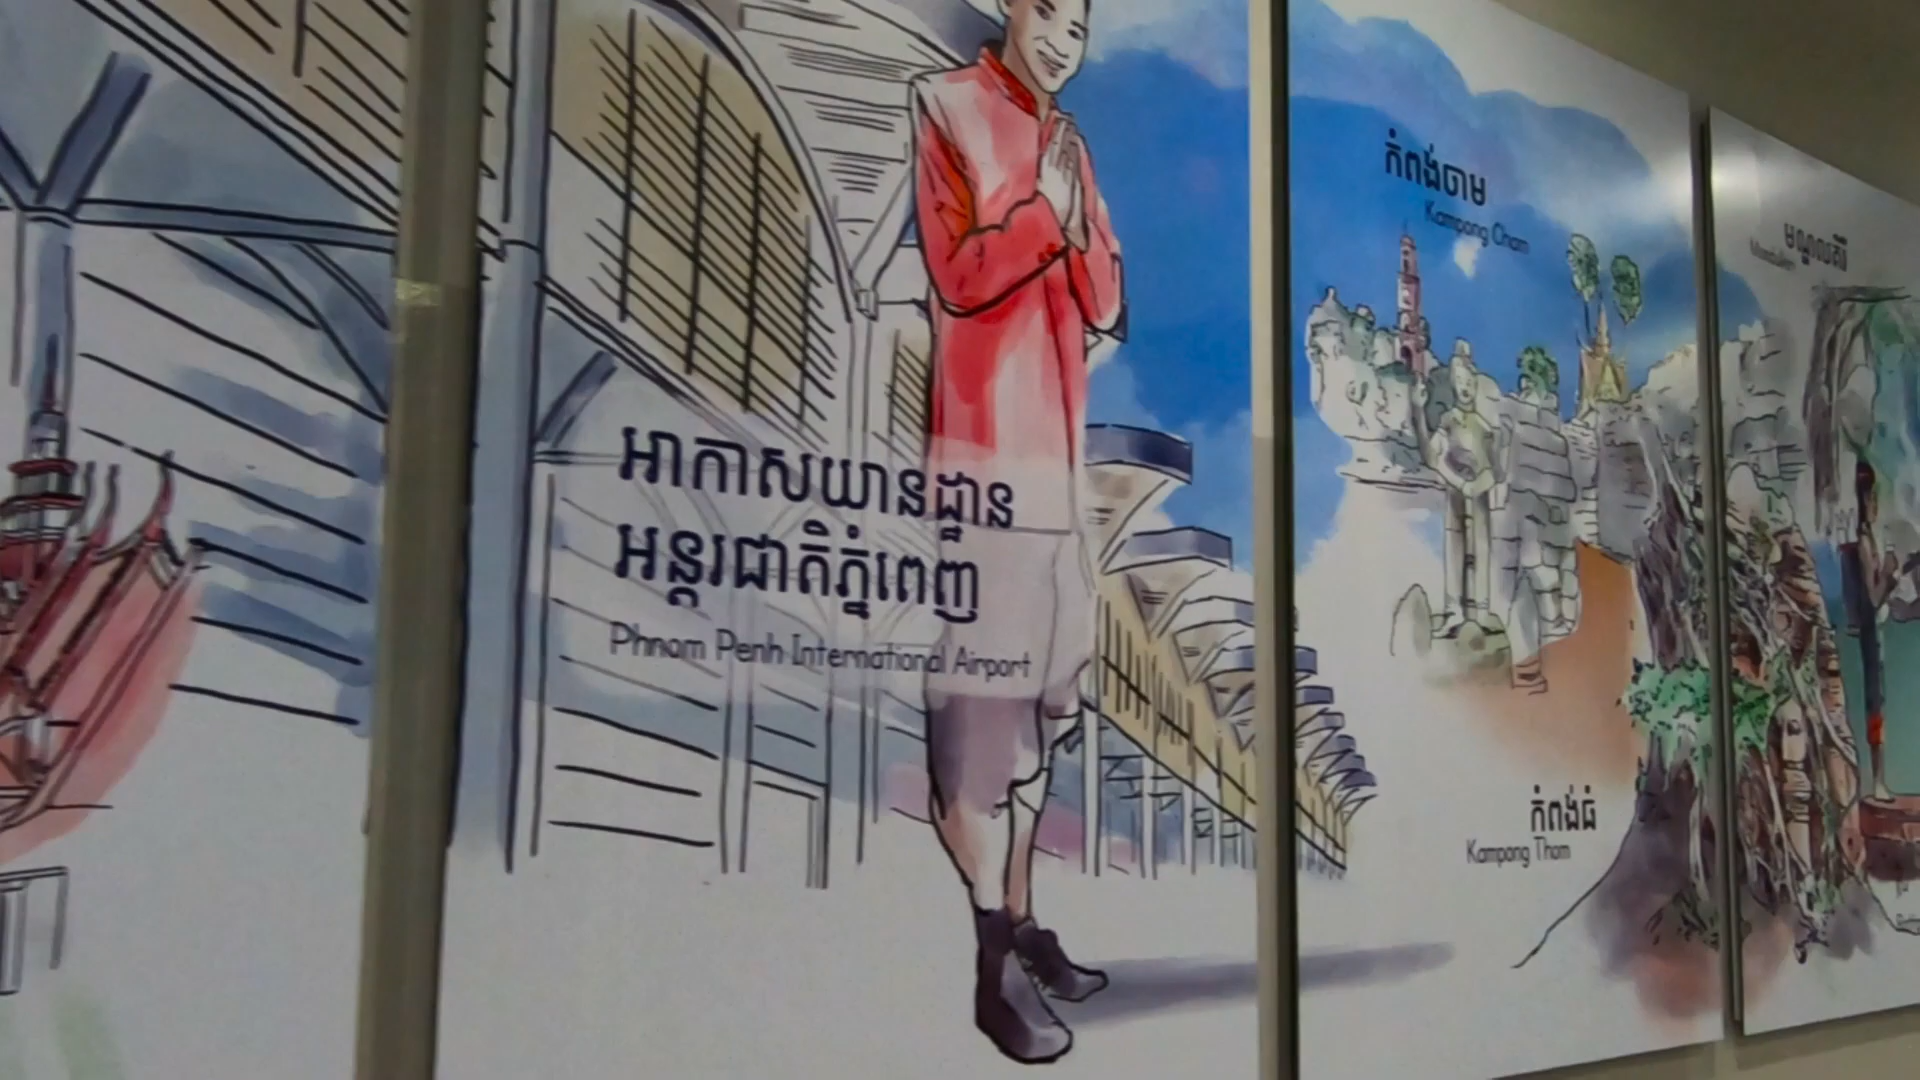 អាកាសយានដ្ឋាន
អន្តរជាតិភ្នំពេញ
Phnom Penh International Airport
កំពង់ចាម
Kampong Cham
កំពង់ធំ
Kampong Thom
មណ្ឌលគិរី